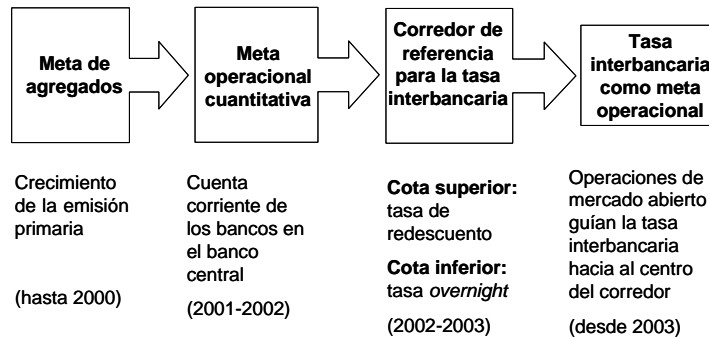 Meta de
agregados
Meta
operacional
cuantitativa
Corredor de
referencia
para la tasa
interbancaria
Tasa
interbancaria
como meta
operacional
Crecimiento
de la emisión
primaria
(hasta 2000)
Cuenta
corriente de
los bancos en
el banco
central
(2001-2002)
Cota superior:
tasa de
redescuento
Cota inferior:
tasa overnight
(2002-2003)
Operaciones de
mercado abierto
guían la tasa
interbancaria
hacia al centro
del corredor
(desde 2003)